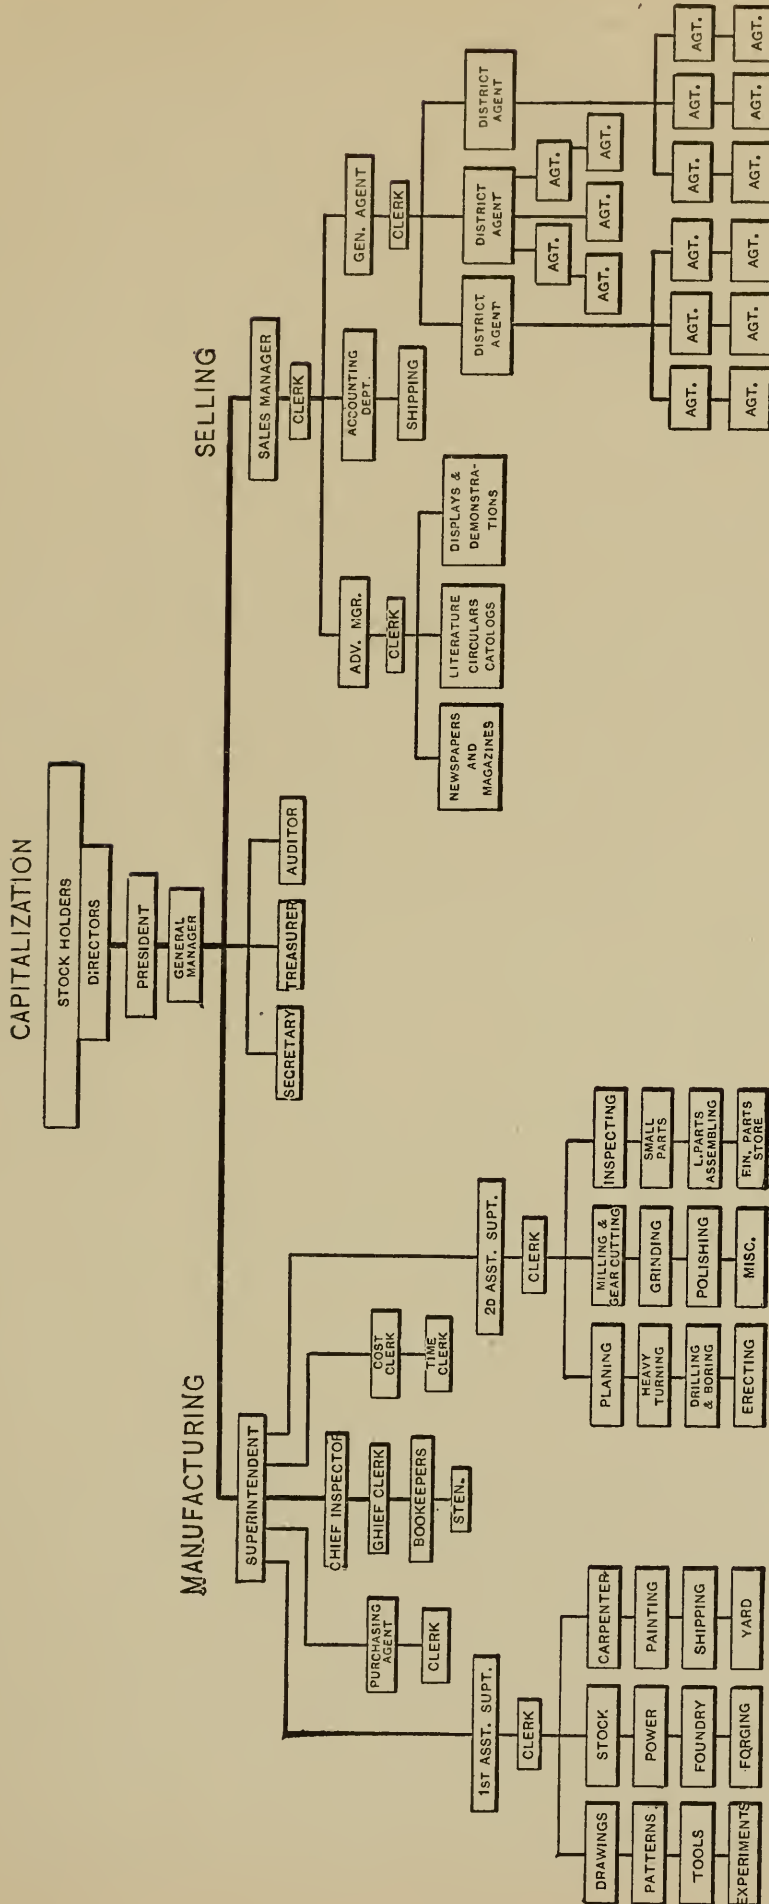 CAPITALIZATION
STOCK HOLDERS
DIRECTORS
PRESIDENT
GENERAL
MANAGER
SECRETARY
TREASURER
AUDITOR
MANUFACTURING
SUPERINTENDENT
1ST ASST. SUPT.
CLERK
DRAWINGS
PATTERNS
TOOLS
EXPERIMENTS
STOCK
POWER
FOUNDRY
FORGING
CARPENTER
PAINTING
SHIPPING
YARD
PURCHASING
AGENT
CLERK
CHIEF INSPECTOR
GHIEF CLERK
BOOKEEPERS
STEN.
COST
CLERK
TIME
CLERK
2D ASST. SUPT.
CLERK
PLANING
HEAVY
TURNING
DRILLING
& BORING
ERECTING
MILLING &
GEAR CUTTING
GRINDING
POLISHING
MISC.
INSPECTING
SMALL
PARTS
L. PARTS
ASSEMBLING
FIN. PARTS
STORE
SELLING
SALES MANAGER
CLERK
ADV. MGR.
CLERK
NEWSPAPERS
AND
MAGAZINES
LITERATURE
CIRCULARS
CATOLOGS
DISPLAYS &
DEMONSTRA-
TIONS
ACCOUNTING
DEPT.
SHIPPING
GEN. AGENT
CLERK
DISTRICT
AGENT
AGT.
AGT.
AGT.
AGT.
AGT.
AGT.
DISTRICT
AGENT
AGT.
AGT.
AGT.
AGT.
AGT.
DISTRICT
AGENT
AGT.
AGT.
AGT.
AGT.
AGT.
AGT.